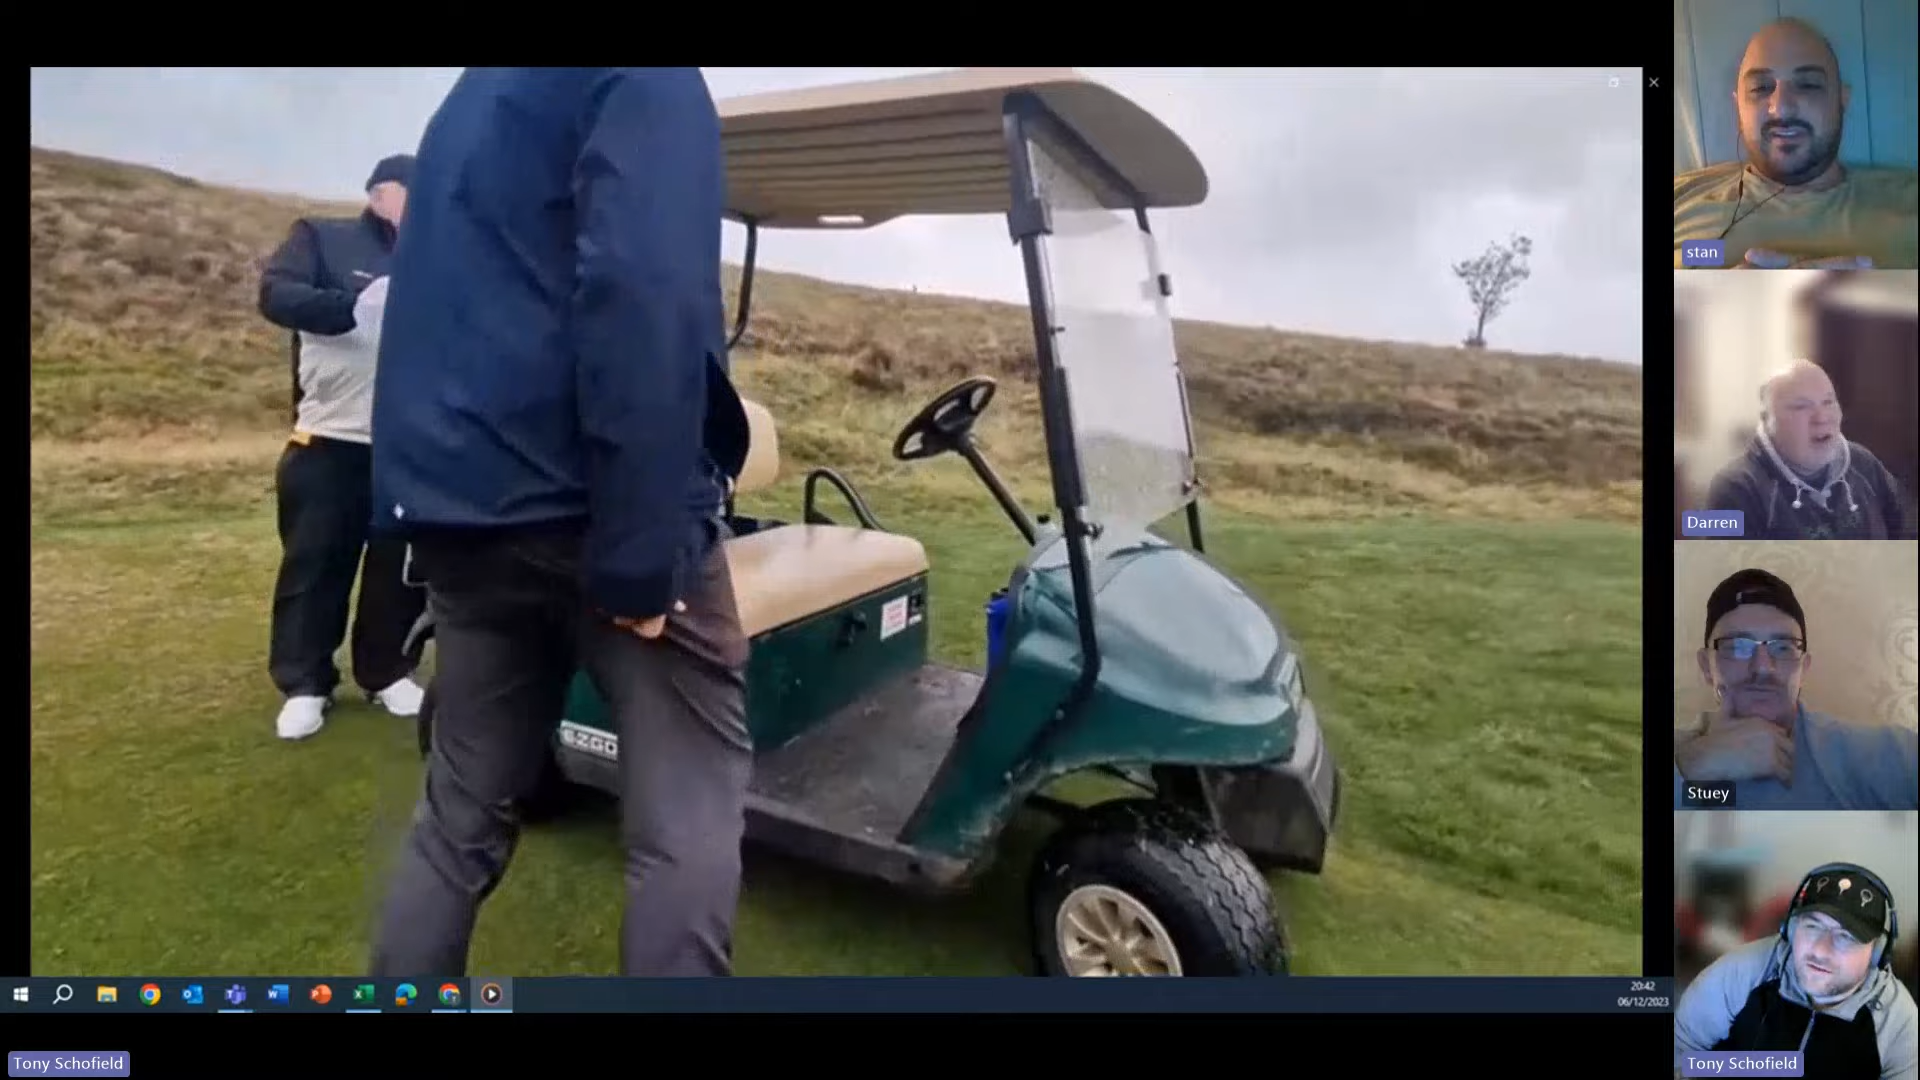 stan
Darren
Stuey
EZGO
20:42
06/12/2023
Tony Schofield
Tony Schofield